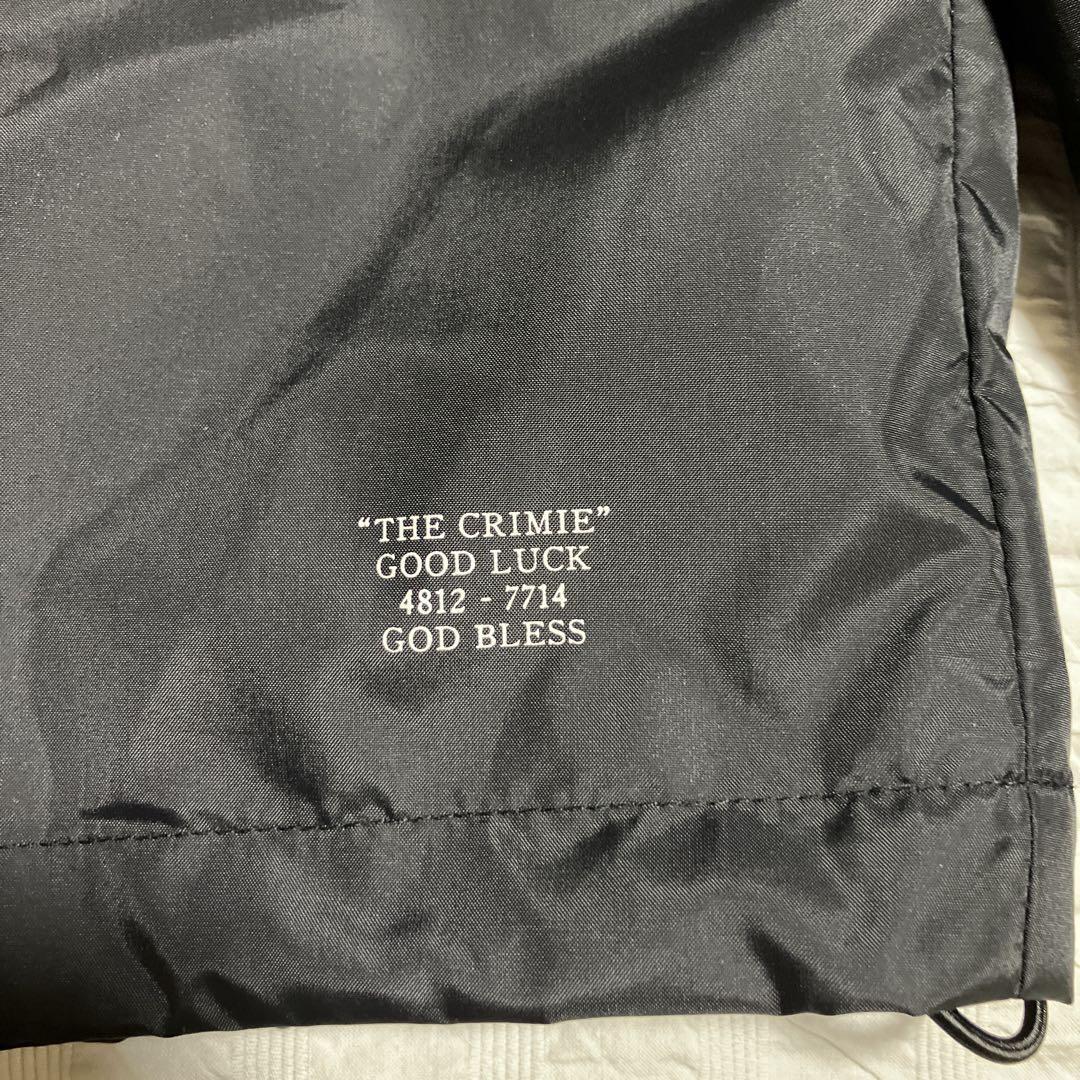 “THE CRIMIE”
GOOD LUCK
4812 - 7714
GOD BLESS